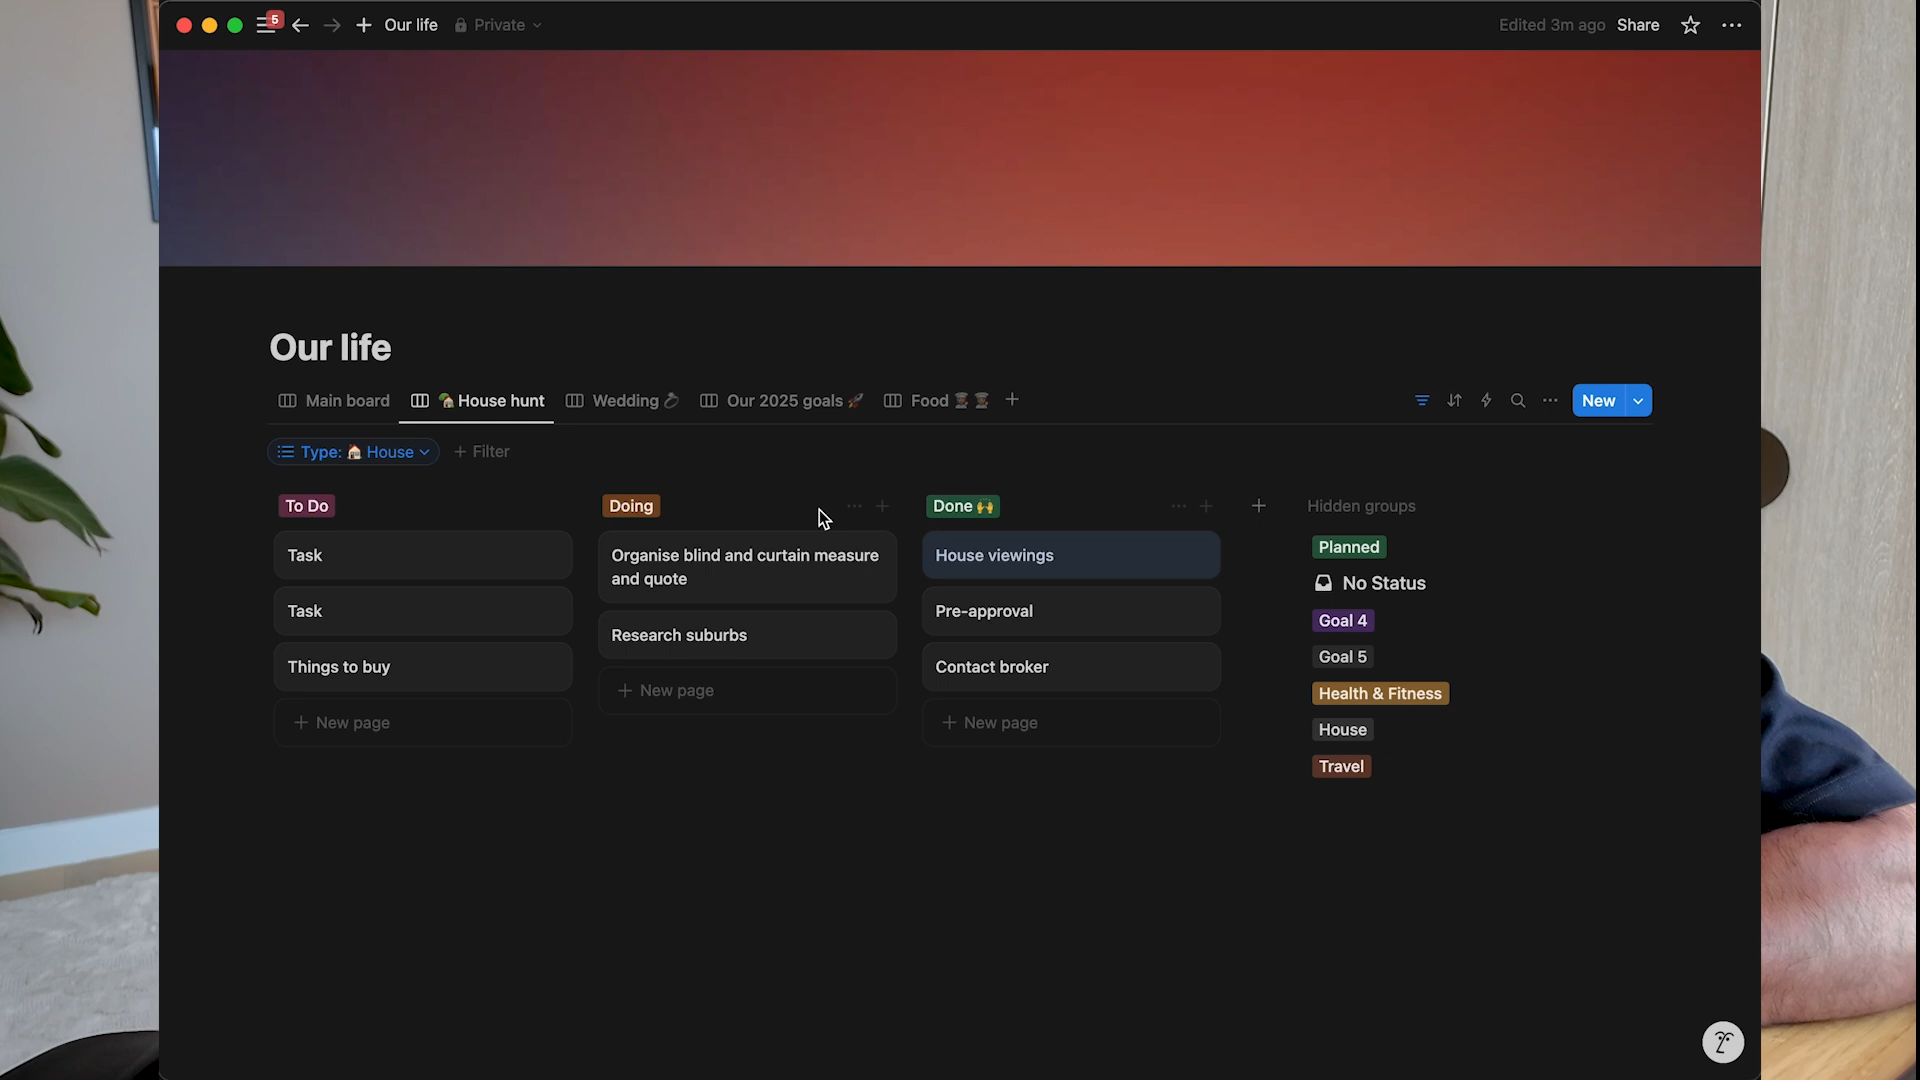 5
Our life
Private
Edited 3m ago
Share
Our life
Main board
House hunt
Wedding
Our 2025 goals
Food
New
Type: House
Filter
To Do
Doing
Done
Hidden groups
Task
Task
Things to buy
New page
Organise blind and curtain measure
and quote
Research suburbs
New page
House viewings
Pre-approval
Contact broker
New page
Planned
No Status
Goal 4
Goal 5
Health & Fitness
House
Travel